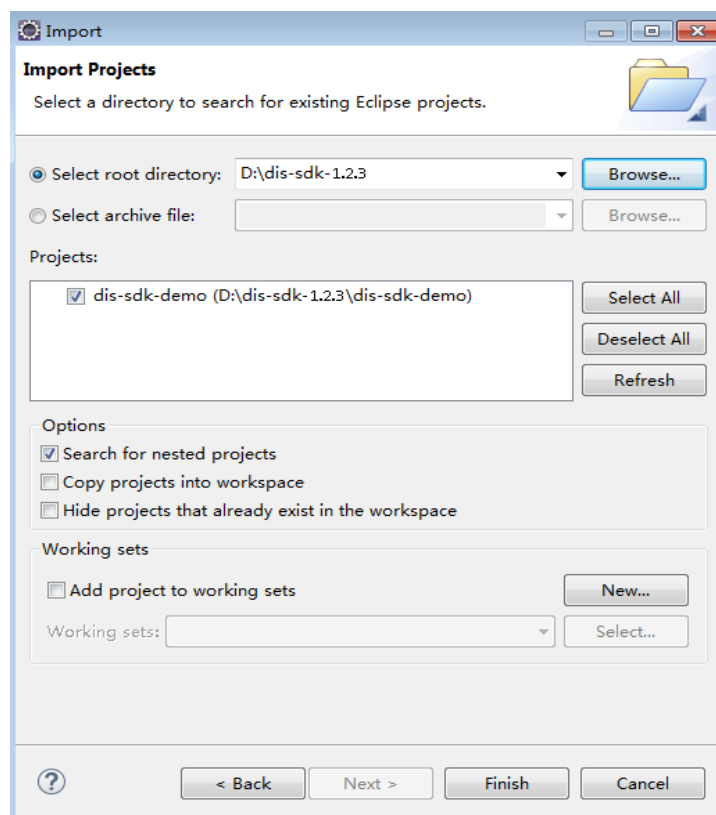 Import
Import Projects
Select a directory to search for existing Eclipse projects.
Select root directory: D:\dis-sdk-1.2.3 Browse...
Select archive file: Browse...
Projects:
dis-sdk-demo (D:\dis-sdk-1.2.3\dis-sdk-demo) Select All
Deselect All
Refresh
Options
Search for nested projects
Copy projects into workspace
Hide projects that already exist in the workspace
Working sets
Add project to working sets New...
Working sets: Select...
? < Back Next > Finish Cancel